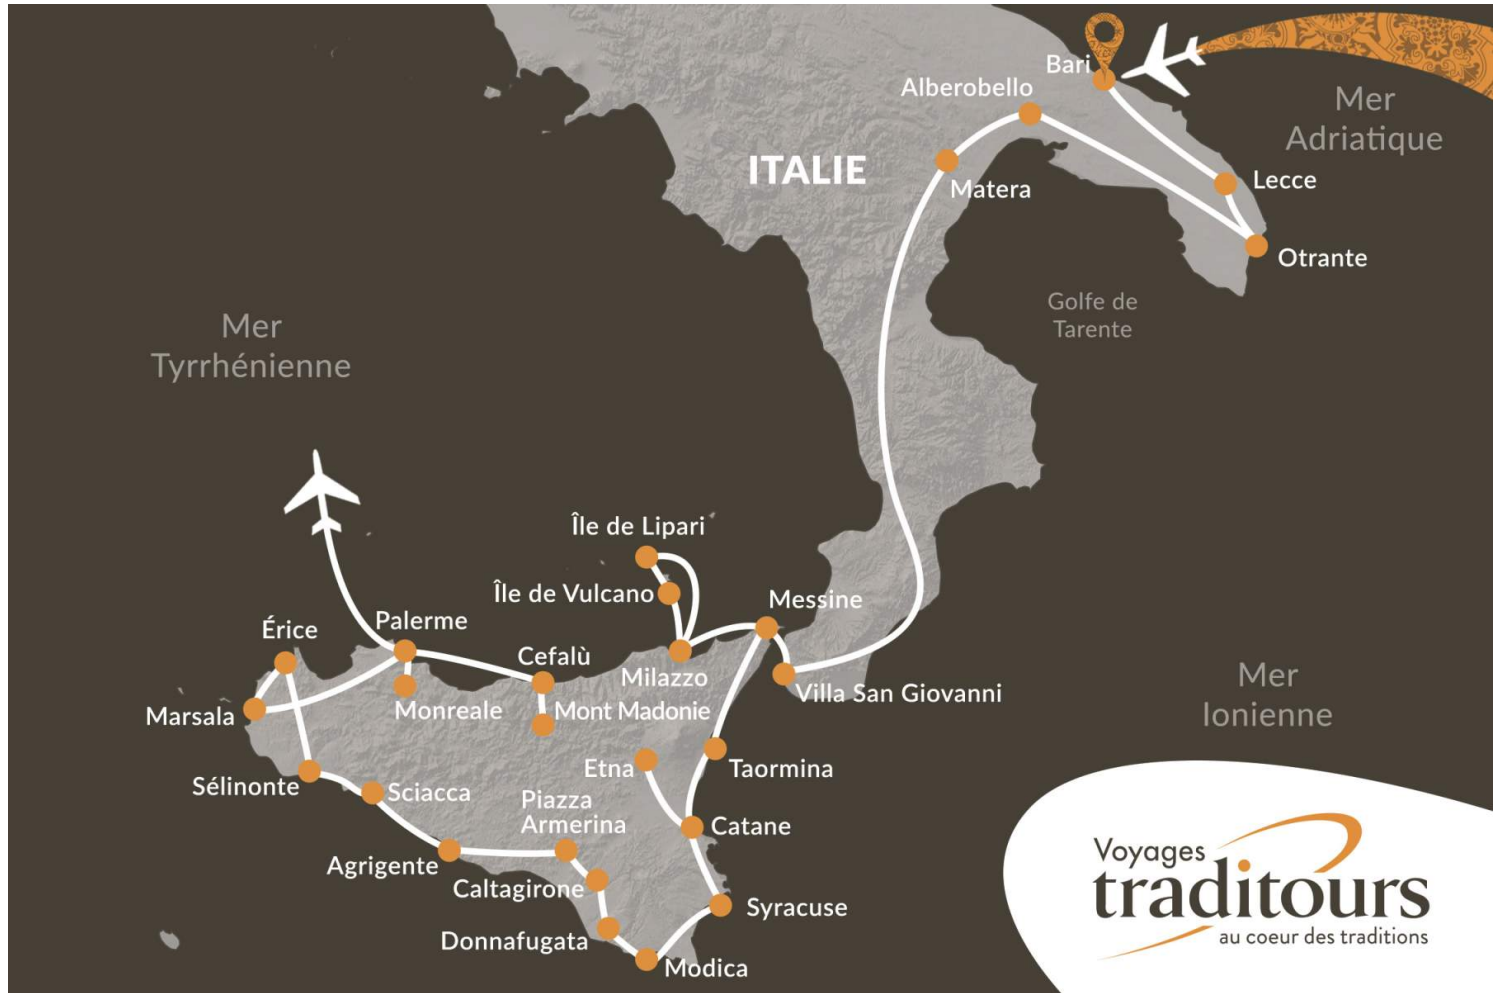 Bari
Alberobello
Mer
Adriatique
ITALIE
Matera
Lecce
Otrante
Golfe de
Tarente
Mer
Tyrrhénienne
Île de Lipari
Île de Vulcano
Messine
Palerme
Érice
Cefalù
Milazzo
Villa San Giovanni
Mer
Ionienne
Marsala
Monreale
Mont Madonie
Etna
Taormina
Sélinonte
Sciacca
Piazza
Armerina
Catane
Agrigente
Caltagirone
Syracuse
Donnafugata
Modica
Voyages
traditours
au coeur des traditions